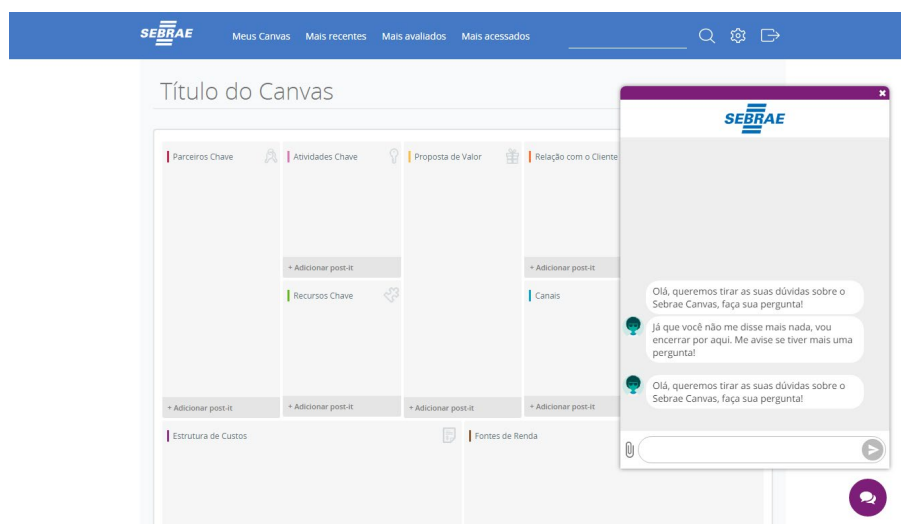 SEBRAE
Meus Canvas Mais recentes Mais avaliados Mais acessados
Título do Canvas
Parceiros Chave
Atividades Chave
Proposta de Valor
Relação com o Cliente
+ Adicionar post-it
+ Adicionar post-it
Recursos Chave
Canais
+ Adicionar post-it
+ Adicionar post-it
+ Adicionar post-it
+ Adicionar post-it
Estrutura de Custos
Fontes de Renda
SEBRAE
Olá, queremos tirar as suas dúvidas sobre o
Sebrae Canvas, faça sua pergunta!
Já que você não me disse mais nada, vou
encerrar por aqui. Me avise se tiver mais uma
pergunta!
Olá, queremos tirar as suas dúvidas sobre o
Sebrae Canvas, faça sua pergunta!